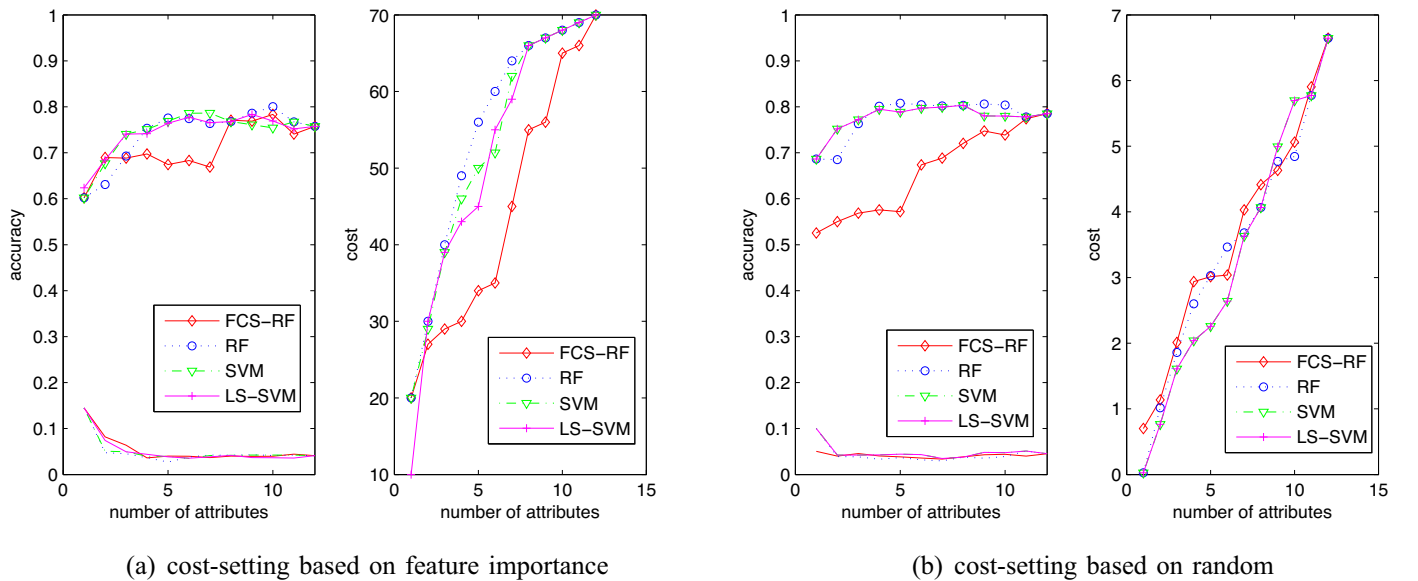 1
0.9
0.8
0.7
0.6
0.5
0.4
0.3
0.2
0.1
0
accuracy
0 5 10
number of attributes
FCS−RF
RF
SVM
LS−SVM
70
60
50
40
30
20
10
cost
0 5 10 15
number of attributes
FCS−RF
RF
SVM
LS−SVM
(a) cost-setting based on feature importance
1
0.9
0.8
0.7
0.6
0.5
0.4
0.3
0.2
0.1
0
accuracy
0 5 10
number of attributes
FCS−RF
RF
SVM
LS−SVM
7
6
5
4
3
2
1
0
cost
0 5 10 15
number of attributes
FCS−RF
RF
SVM
LS−SVM
(b) cost-setting based on random